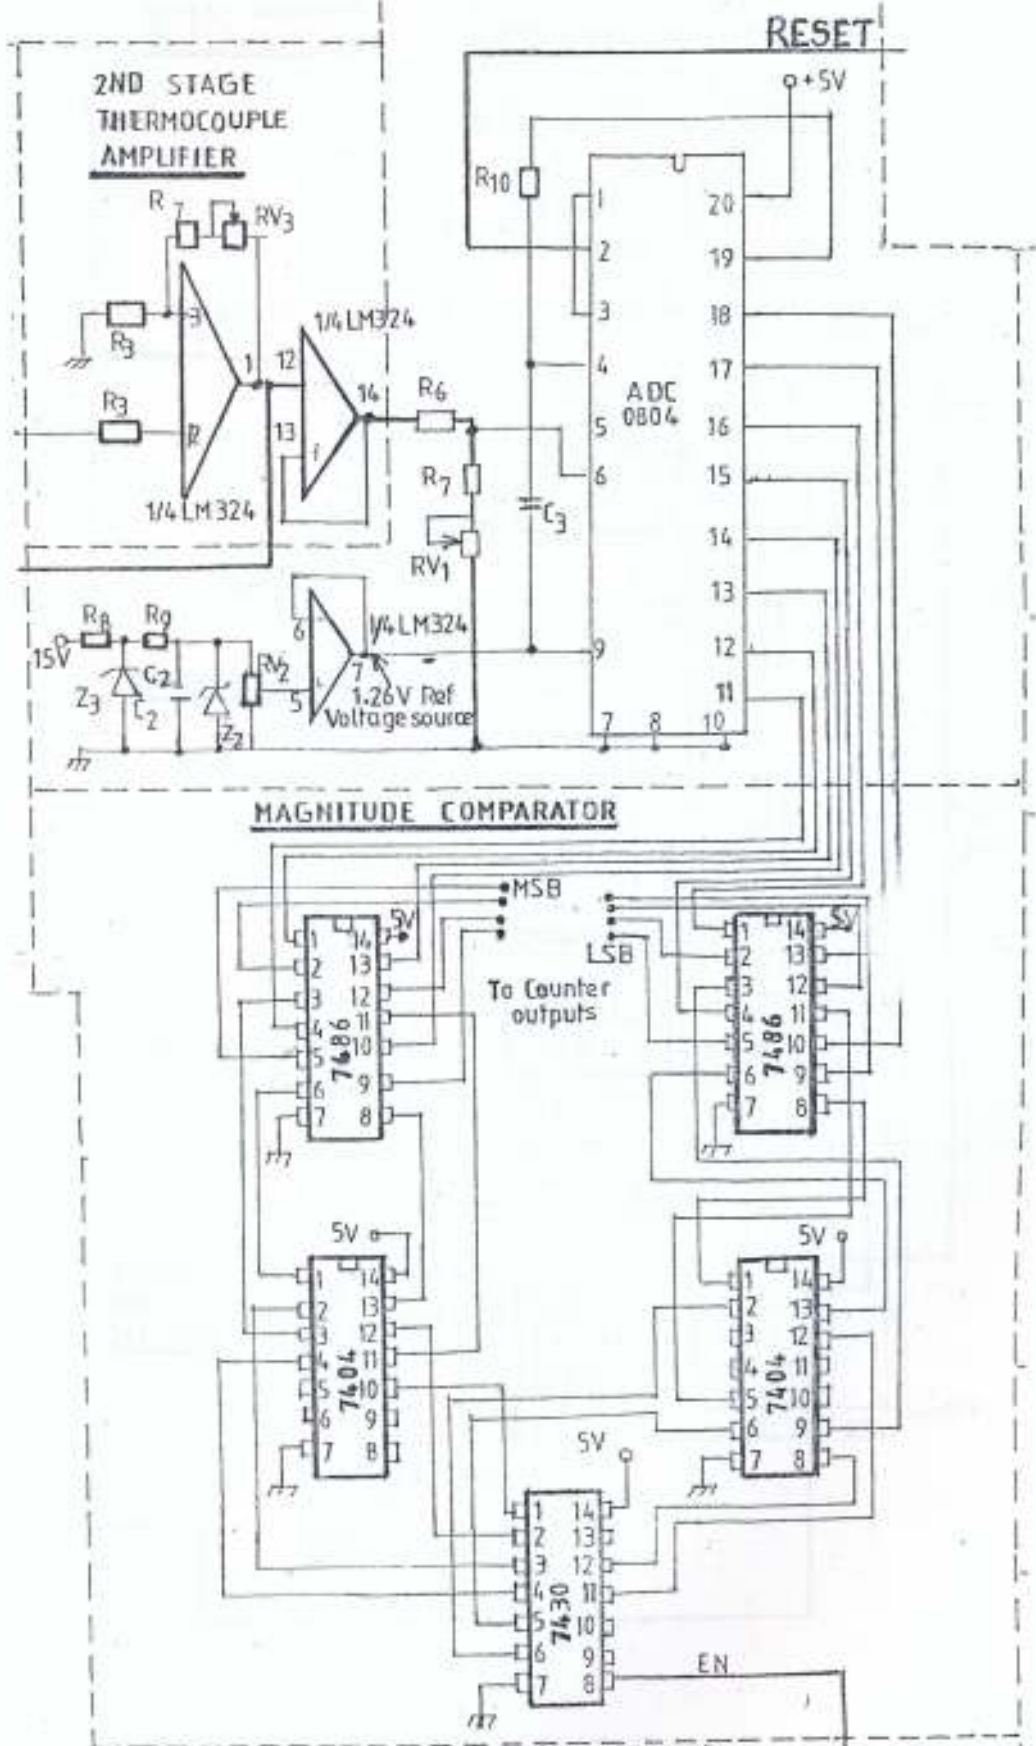 RESET
2ND STAGE
THERMOCOUPLE
AMPLIFIER
+5V
R10
R7
RV3
1 20
2 19
3 18
4 17
ADC
0804
16
5 15
6
14
13
12
9
11
7 8 10
3
1/4 LM324
R3
1
12
14
R6
R3
13
2
1/4 LM324
R7
C3
RV1
R8
R9
6
1/4 LM324
15V
C2
RV2
7
5
1.26V Ref
Voltage source
Z3
C2
Z2
MAGNITUDE COMPARATOR
MSB
5V
LSB
5V
To Counter
outputs
1 14
2 13
3 12
4 11
5 10
6 9
7 8
7486
1 14
2 13
3 12
4 11
5 10
6 9
7 8
7486
5V
5V
1 14
2 13
3 12
4 11
5 10
6 9
7 8
7404
1 14
2 13
3 12
4 11
5 10
6 9
7 8
7404
5V
1 14
2 13
3 12
4 11
5 10
6 9
7 8
7430
EN